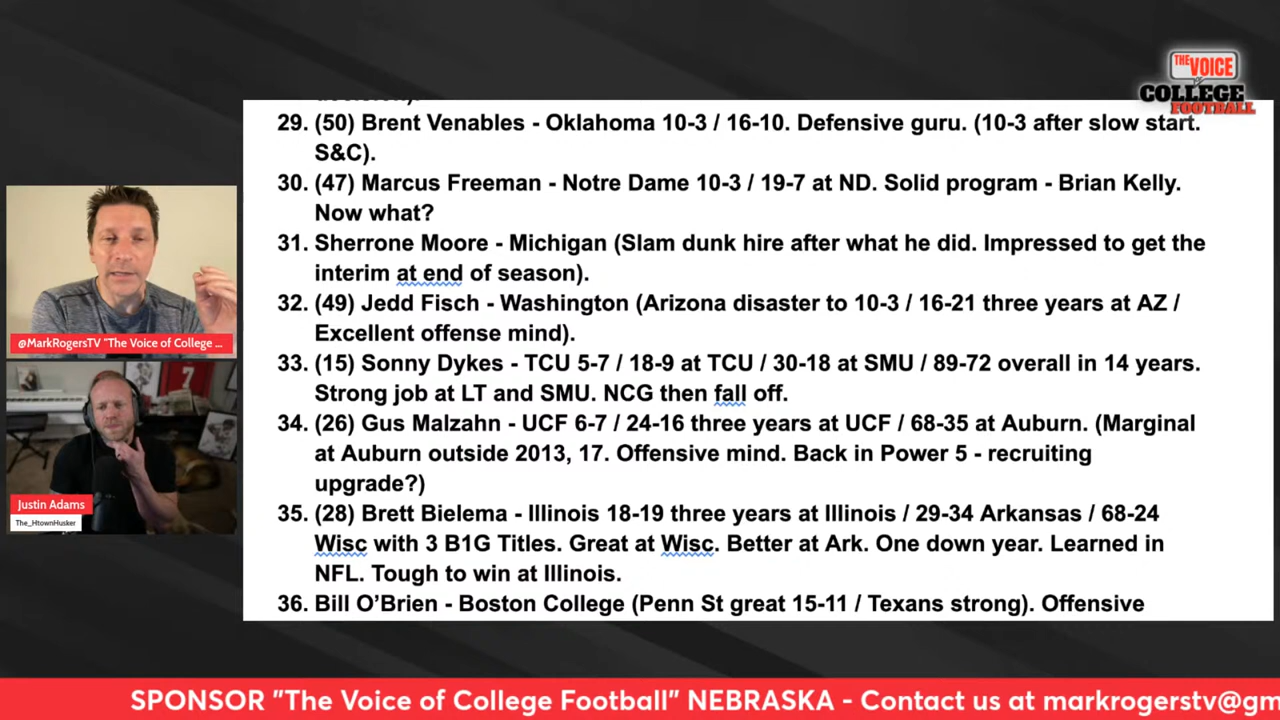 THE VOICE
OF
COLLEGE
FOOTBALL
29. (50) Brent Venables - Oklahoma 10-3 / 16-10. Defensive guru. (10-3 after slow start.
S&C).
30. (47) Marcus Freeman - Notre Dame 10-3 / 19-7 at ND. Solid program - Brian Kelly.
Now what?
31. Sherrone Moore - Michigan (Slam dunk hire after what he did. Impressed to get the
interim at end of season).
32. (49) Jedd Fisch - Washington (Arizona disaster to 10-3 / 16-21 three years at AZ /
Excellent offense mind).
33. (15) Sonny Dykes - TCU 5-7 / 18-9 at TCU / 30-18 at SMU / 89-72 overall in 14 years.
Strong job at LT and SMU. NCG then fall off.
34. (26) Gus Malzahn - UCF 6-7 / 24-16 three years at UCF / 68-35 at Auburn. (Marginal
at Auburn outside 2013, 17. Offensive mind. Back in Power 5 - recruiting
upgrade?)
35. (28) Brett Bielema - Illinois 18-19 three years at Illinois / 29-34 Arkansas / 68-24
Wisc with 3 B1G Titles. Great at Wisc. Better at Ark. One down year. Learned in
NFL. Tough to win at Illinois.
36. Bill O’Brien - Boston College (Penn St great 15-11 / Texans strong). Offensive
@MarkRogersTV "The Voice of College ...
7
Justin Adams
The_HtownHusker
SPONSOR "The Voice of College Football" NEBRASKA - Contact us at markrogerstv@gm